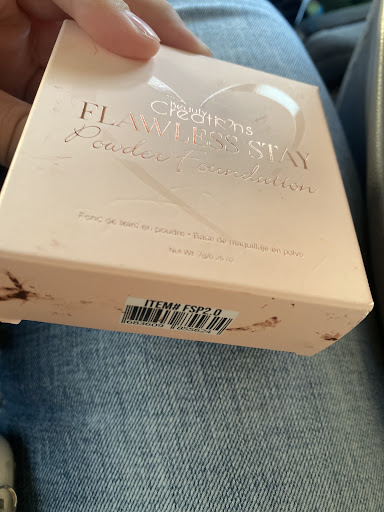 Beauty
Creations
FLAWLESS STAY
Powder Foundation
Fond de teint en poudre • Base de maquillaje en polvo
ITEM# FSP2.0